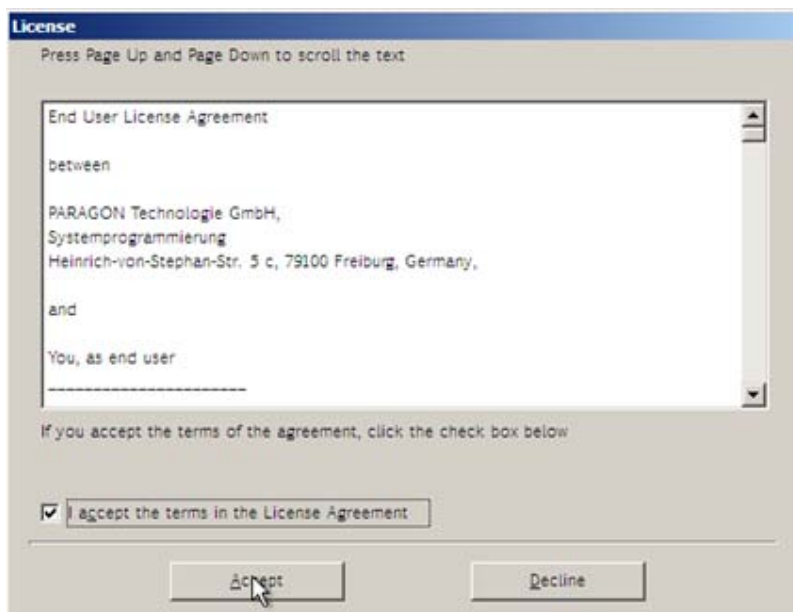 License
Press Page Up and Page Down to scroll the text
End User License Agreement
between
PARAGON Technologie GmbH,
Systemprogrammierung
Heinrich-von-Stephan-Str. 5 c, 79100 Freiburg, Germany,
and
You, as end user
----------------------
If you accept the terms of the agreement, click the check box below
I accept the terms in the License Agreement
Accept
Decline